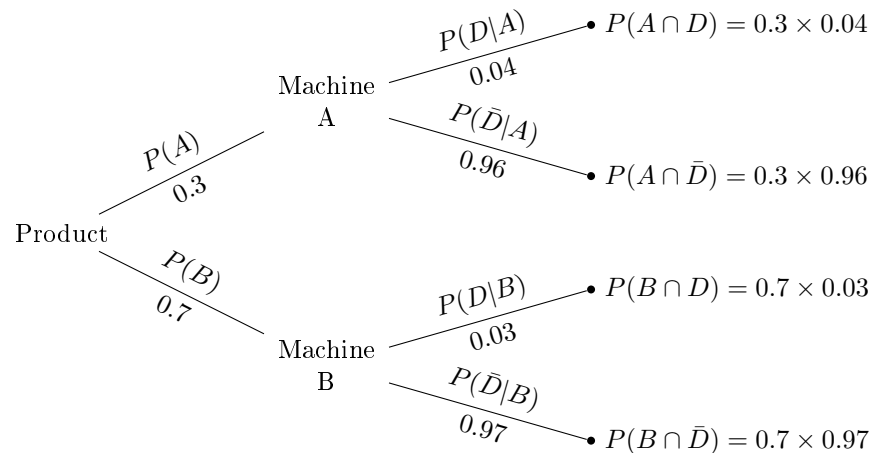 P(D|A)
P(A ∩ D) = 0.3 × 0.04
0.04
Machine
A
P(D̄|A)
0.96
P(A ∩ D̄) = 0.3 × 0.96
P(A)
0.3
Product
P(B)
0.7
P(D|B)
P(B ∩ D) = 0.7 × 0.03
0.03
Machine
B
P(D̄|B)
0.97
P(B ∩ D̄) = 0.7 × 0.97